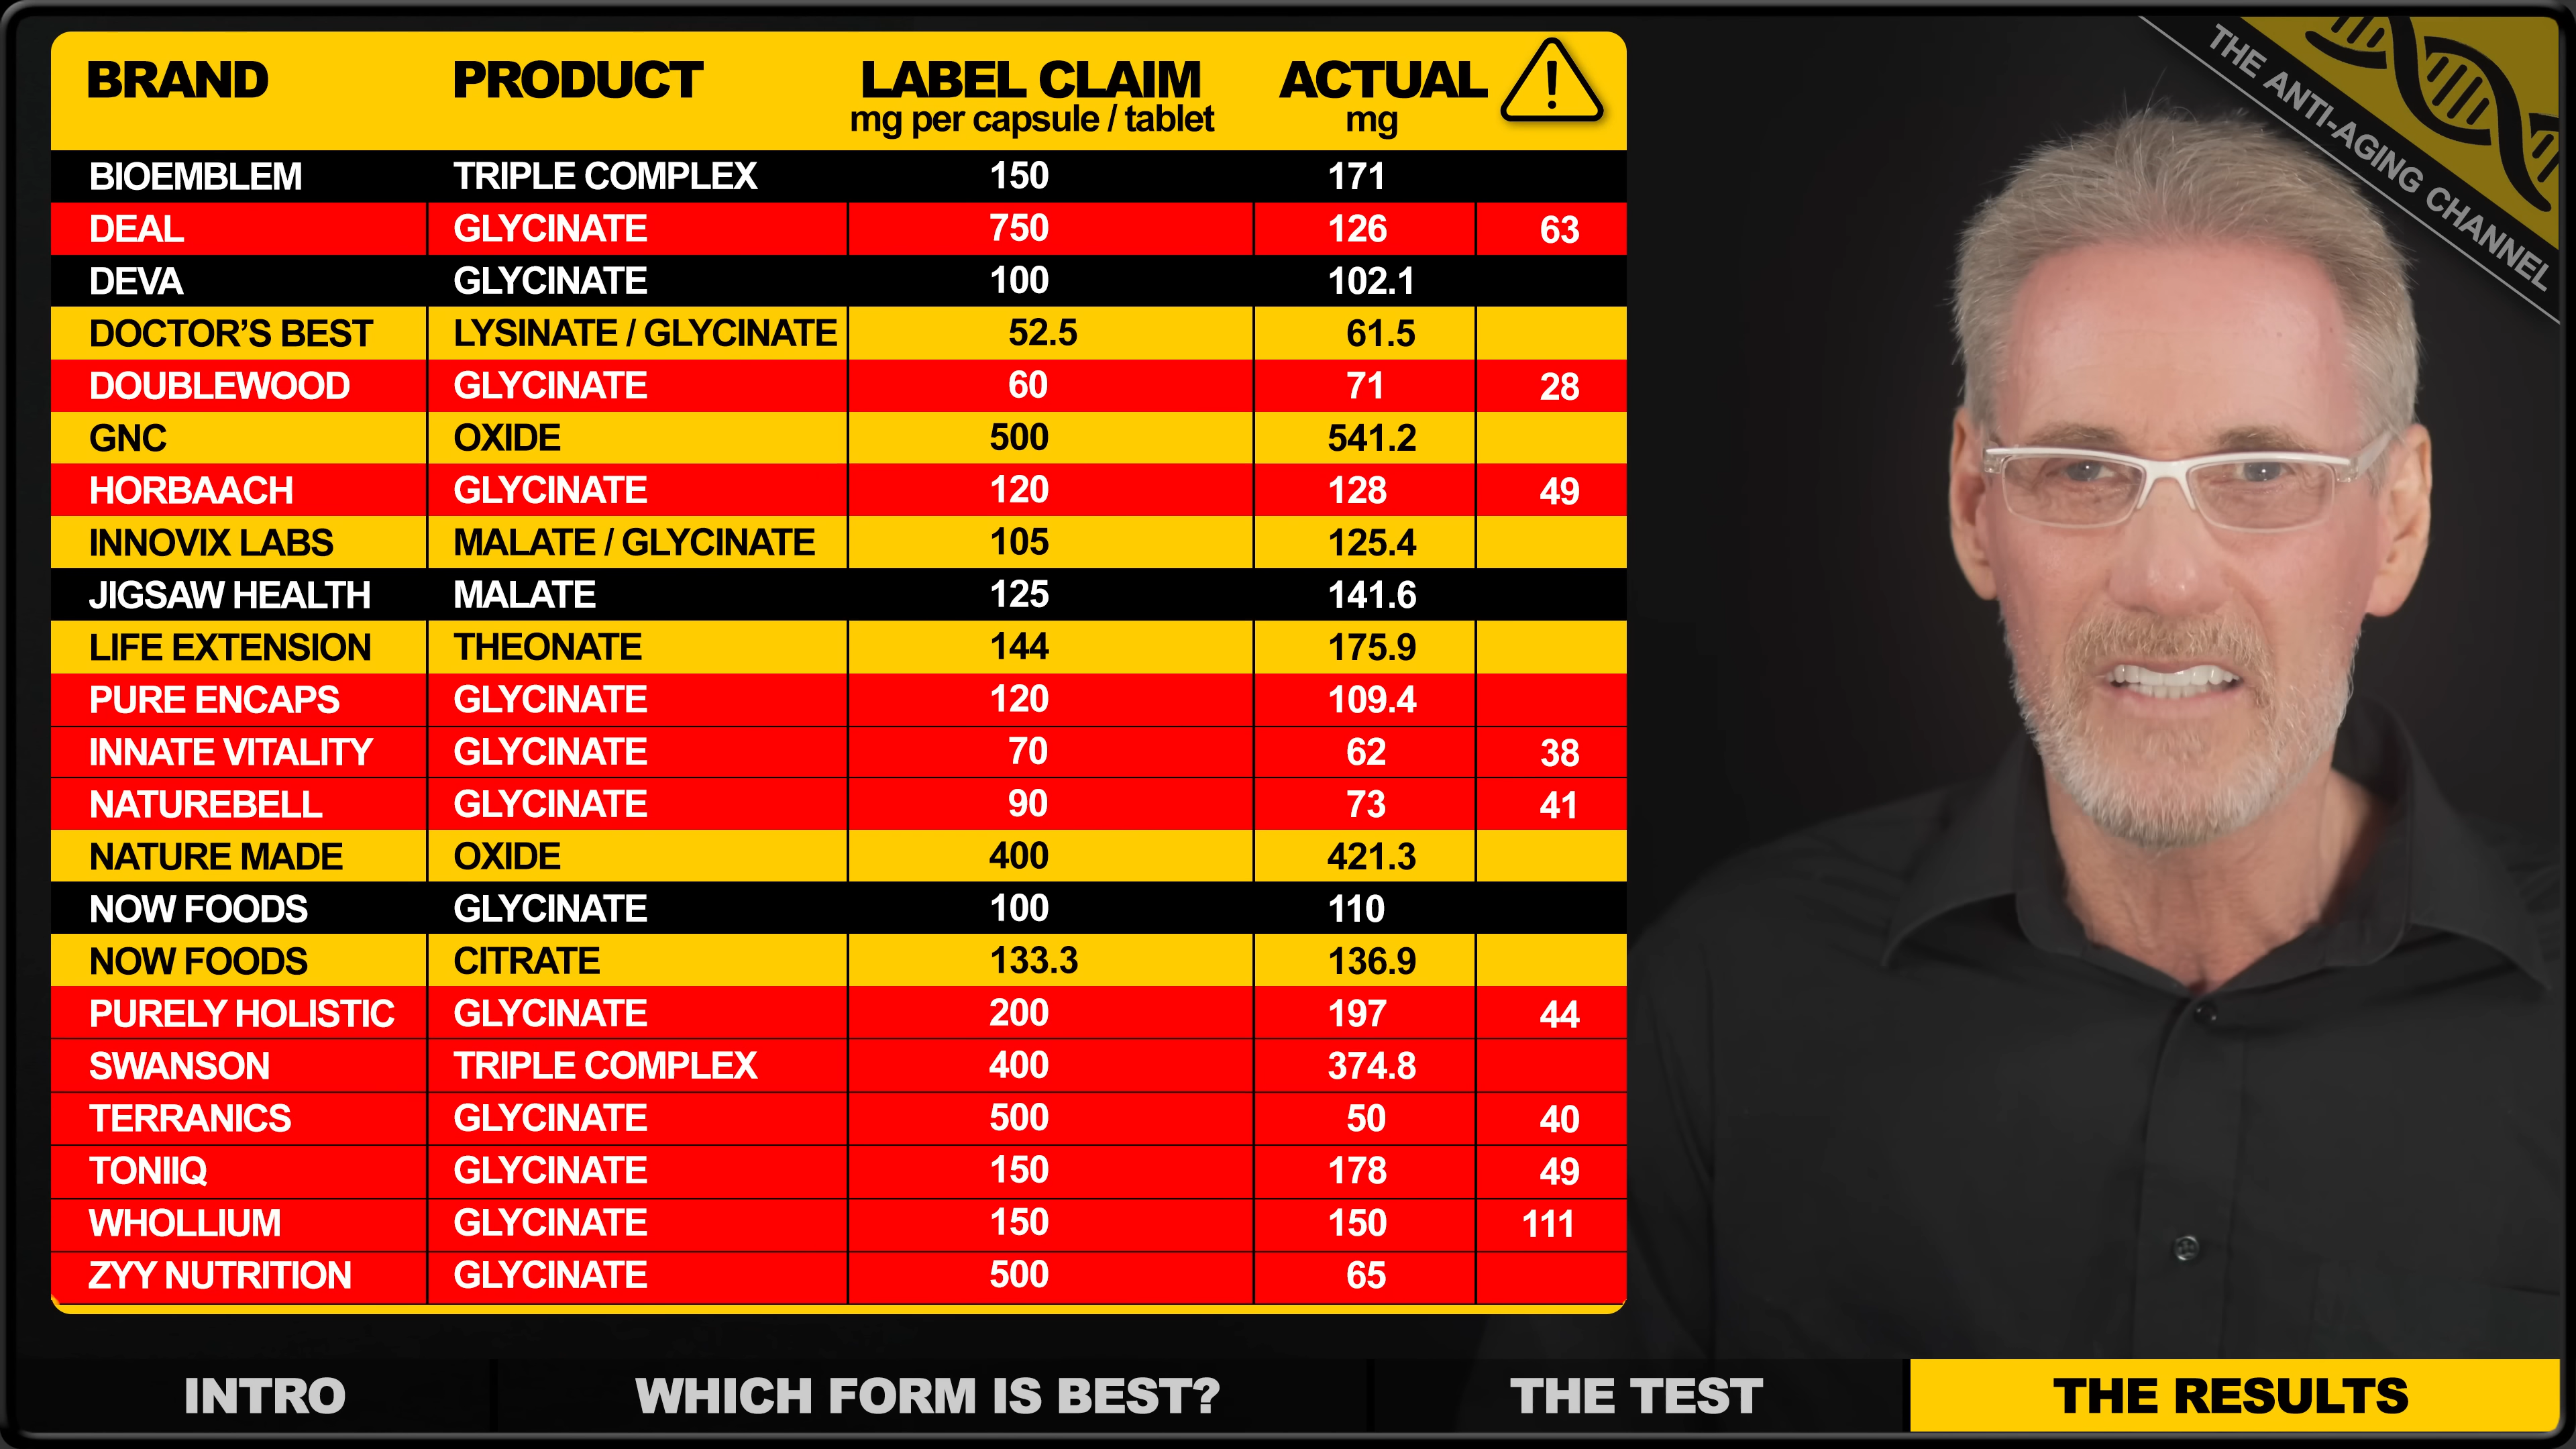 BRAND PRODUCT LABEL CLAIM ACTUAL
mg per capsule / tablet mg
BIOEMBLEM TRIPLE COMPLEX 150 171
DEAL GLYCINATE 750 126 63
DEVA GLYCINATE 100 102.1
DOCTOR'S BEST LYSINATE / GLYCINATE 52.5 61.5
DOUBLEWOOD GLYCINATE 60 71 28
GNC OXIDE 500 541.2
HORBAACH GLYCINATE 120 128 49
INNOVIX LABS MALATE / GLYCINATE 105 125.4
JIGSAW HEALTH MALATE 125 141.6
LIFE EXTENSION THEONATE 144 175.9
PURE ENCAPS GLYCINATE 120 109.4
INNATE VITALITY GLYCINATE 70 62 38
NATUREBELL GLYCINATE 90 73 41
NATURE MADE OXIDE 400 421.3
NOW FOODS GLYCINATE 100 110
NOW FOODS CITRATE 133.3 136.9
PURELY HOLISTIC GLYCINATE 200 197 44
SWANSON TRIPLE COMPLEX 400 374.8
TERRANICS GLYCINATE 500 50 40
TONIIQ GLYCINATE 150 178 49
WHOLLIUM GLYCINATE 150 150 111
ZYY NUTRITION GLYCINATE 500 65
THE ANTI-AGING CHANNEL
INTRO WHICH FORM IS BEST? THE TEST THE RESULTS